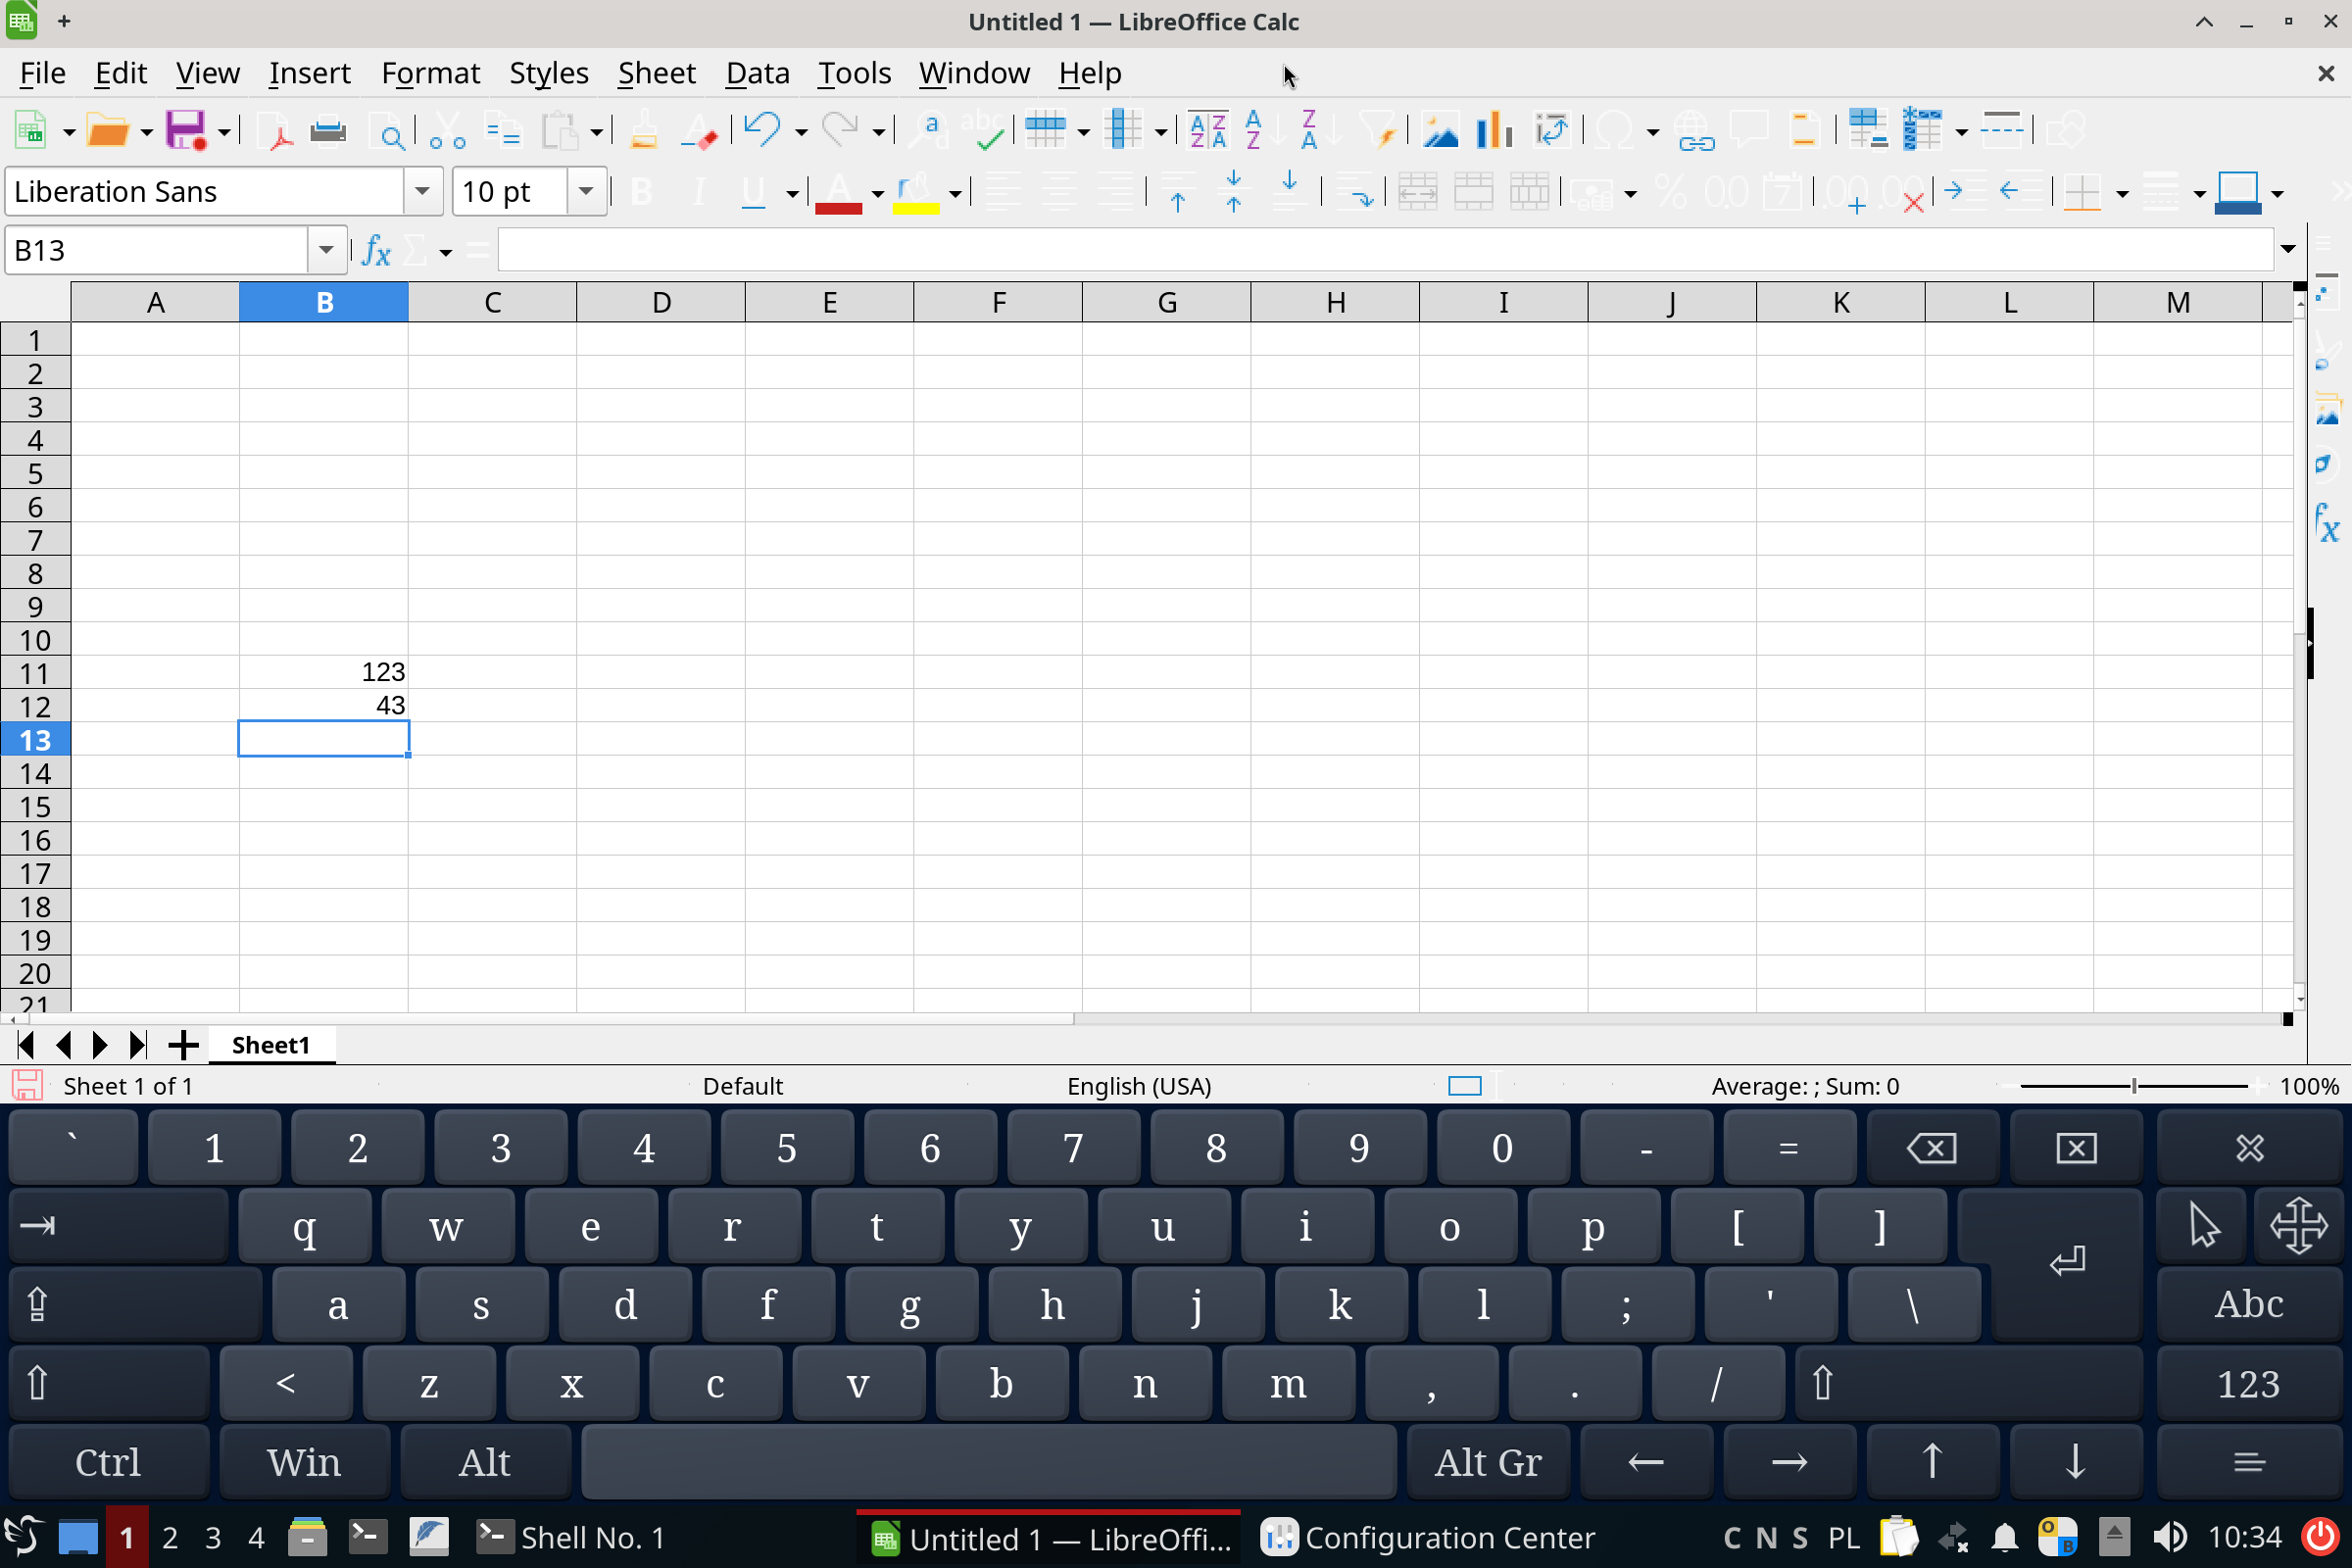 Untitled 1 — LibreOffice Calc
File Edit View Insert Format Styles Sheet Data Tools Window Help
Liberation Sans 10 pt
B13
A B C D E F G H I J K L M
1
2
3
4
5
6
7
8
9
10
11 123
12 43
13
14
15
16
17
18
19
20
21
Sheet1
Sheet 1 of 1 Default English (USA) Average: ; Sum: 0 100%
` 1 2 3 4 5 6 7 8 9 0 - =
q w e r t y u i o p [ ]
a s d f g h j k l ; ' \ Abc
< z x c v b n m , . / 123
Ctrl Win Alt Alt Gr
1 2 3 4 Shell No. 1 Untitled 1 — LibreOffi... Configuration Center C N S PL 10:34